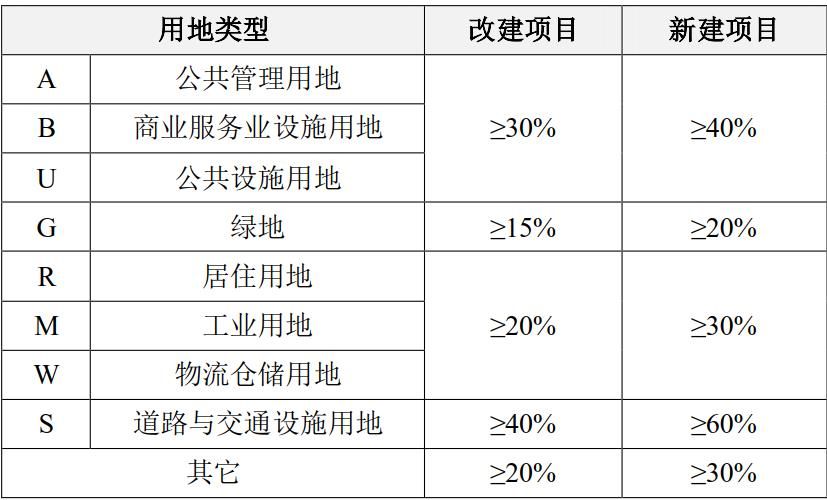 用地类型 改建项目 新建项目
A 公共管理用地
B 商业服务业设施用地 ≥30% ≥40%
U 公共设施用地
G 绿地 ≥15% ≥20%
R 居住用地
M 工业用地 ≥20% ≥30%
W 物流仓储用地
S 道路与交通设施用地 ≥40% ≥60%
其它 ≥20% ≥30%